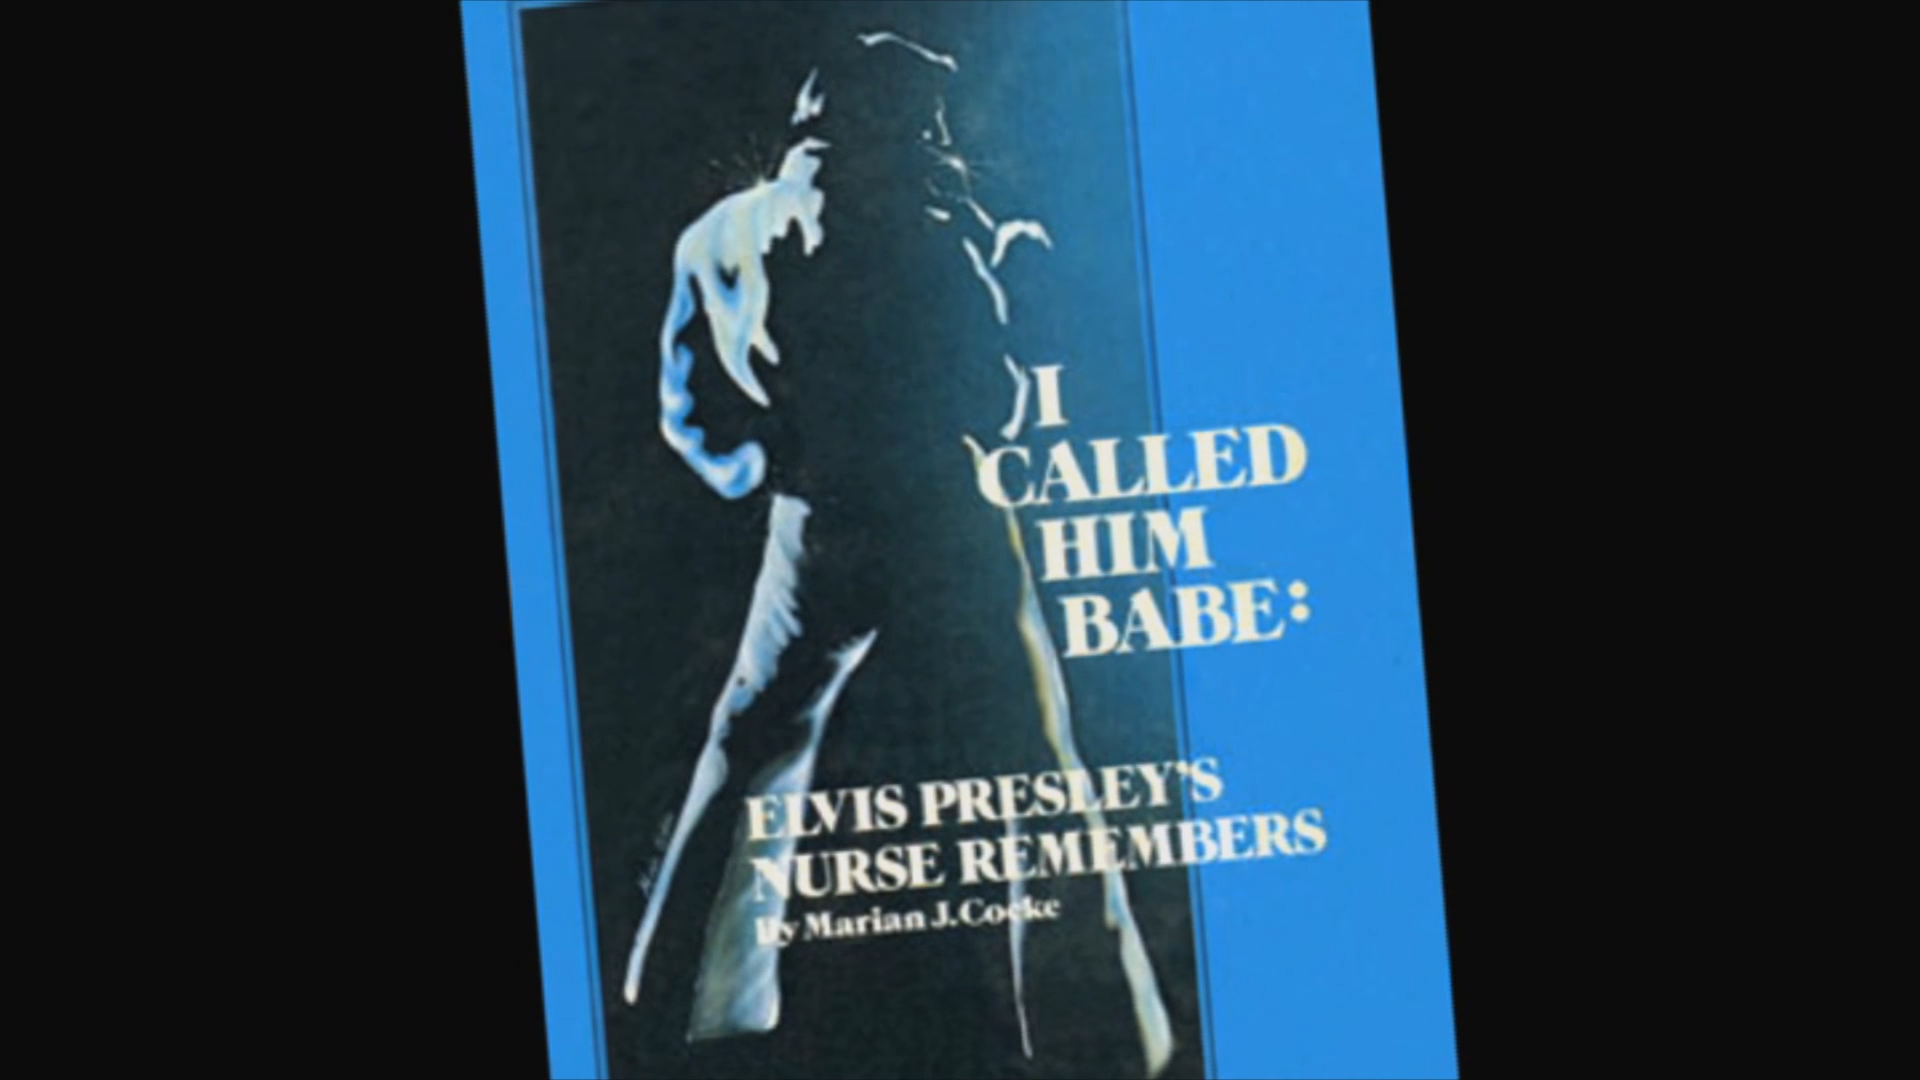 I
CALLED
HIM
BABE:
ELVIS PRESLEY'S
NURSE REMEMBERS
By Marian J. Cocke